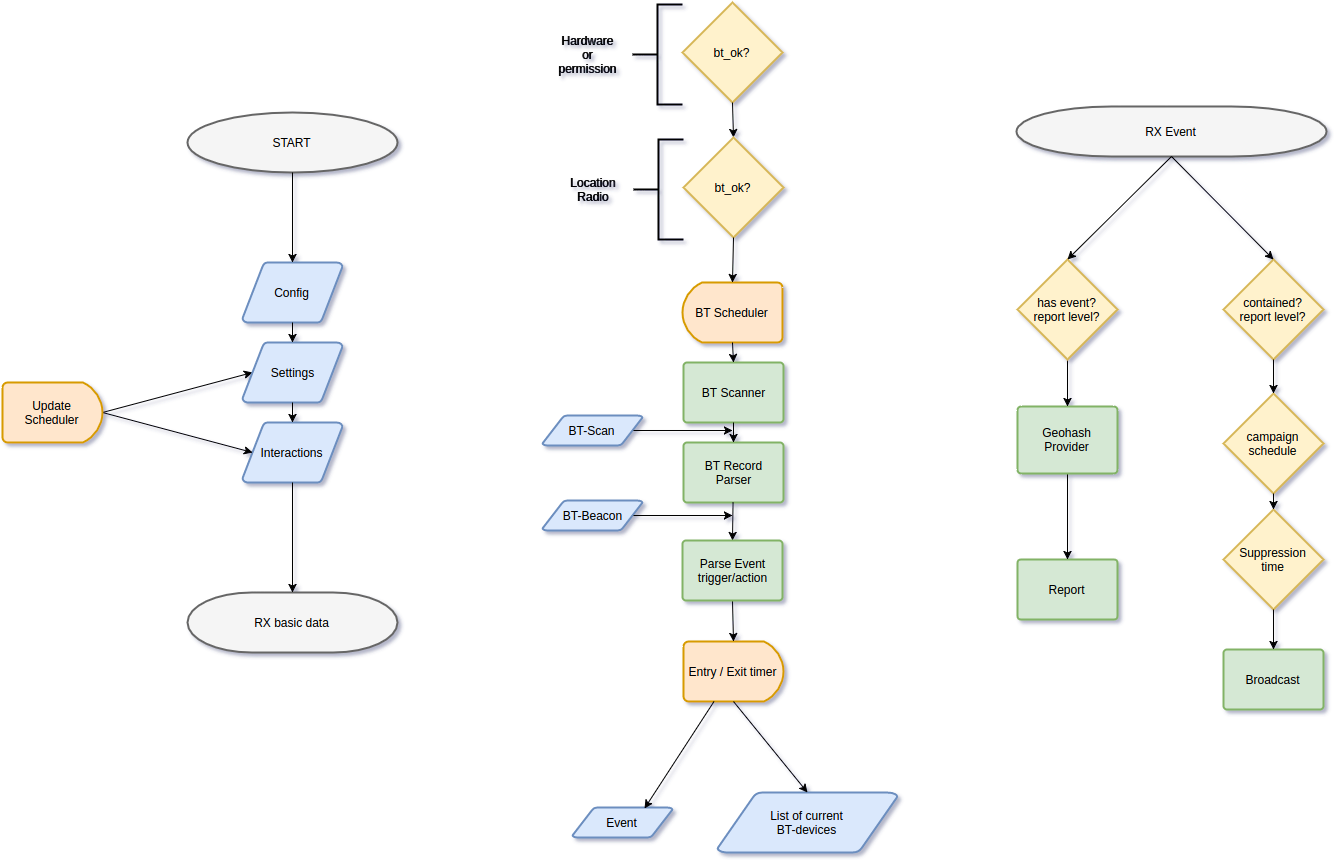 START
Config
Settings
Update
Scheduler
Interactions
RX basic data
Hardware
or
permission
bt_ok?
Location
Radio
bt_ok?
BT Scheduler
BT Scanner
BT-Scan
BT Record
Parser
BT-Beacon
Parse Event
trigger/action
Entry / Exit timer
Event
List of current
BT-devices
RX Event
has event?
report level?
Geohash
Provider
Report
contained?
report level?
campaign
schedule
Suppression
time
Broadcast